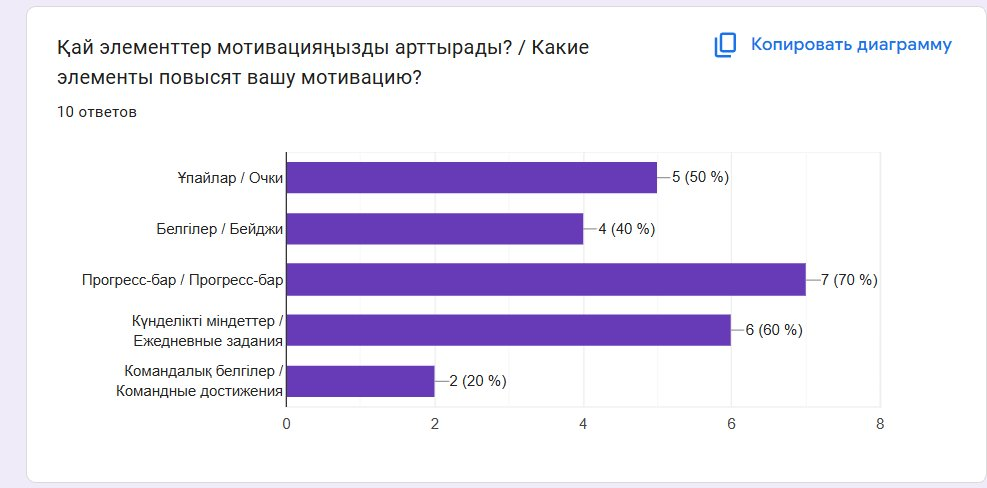 Қай элементтер мотивацияңызды арттырады? / Какие
элементы повысят вашу мотивацию?
Копировать диаграмму
10 ответов
Ұпайлар / Очки
5 (50 %)
Белгілер / Бейджи
4 (40 %)
Прогресс-бар / Прогресс-бар
7 (70 %)
Күнделікті міндеттер /
Ежедневные задания
6 (60 %)
Командалық белгілер /
Командные достижения
2 (20 %)
0 2 4 6 8